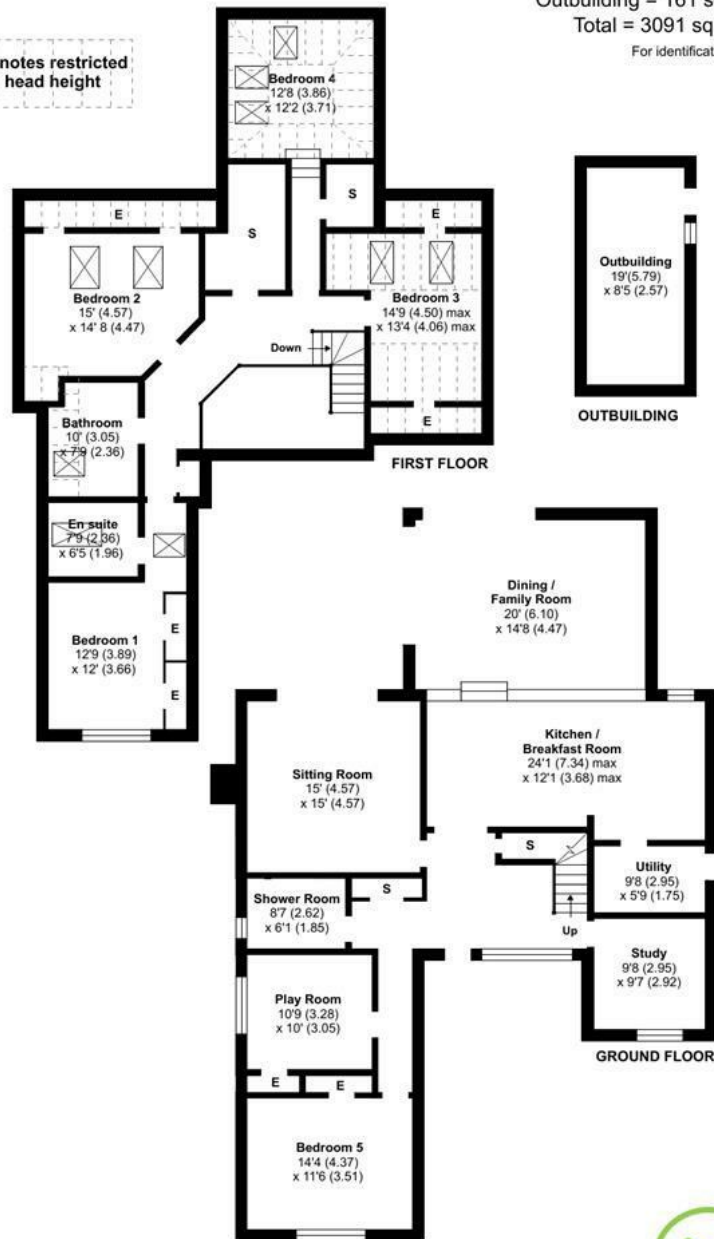 Outbuilding = 161 s
Total = 3091 sq
For identificat
notes restricted
head height
Bedroom 4
12'8 (3.86)
x 12'2 (3.71)
E
S
S
E
Bedroom 2
15' (4.57)
x 14' 8 (4.47)
Bedroom 3
14'9 (4.50) max
x 13'4 (4.06) max
Down
Bathroom
10' (3.05)
x 7'9 (2.36)
E
FIRST FLOOR
En suite
7'9 (2.36)
x 6'5 (1.96)
Bedroom 1
12'9 (3.89)
x 12' (3.66)
E
E
Outbuilding
19'(5.79)
x 8'5 (2.57)
OUTBUILDING
Dining /
Family Room
20' (6.10)
x 14'8 (4.47)
Kitchen /
Breakfast Room
24'1 (7.34) max
x 12'1 (3.68) max
Sitting Room
15' (4.57)
x 15' (4.57)
S
Utility
9'8 (2.95)
x 5'9 (1.75)
S
Shower Room
8'7 (2.62)
x 6'1 (1.85)
Up
Study
9'8 (2.95)
x 9'7 (2.92)
Play Room
10'9 (3.28)
x 10' (3.05)
GROUND FLOOR
E
E
Bedroom 5
14'4 (4.37)
x 11'6 (3.51)